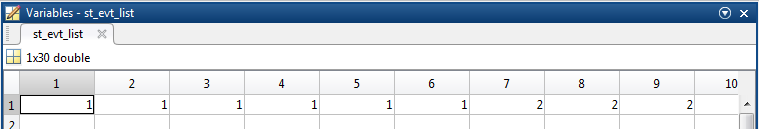 Variables - st_evt_list
st_evt_list
1x30 double
1 2 3 4 5 6 7 8 9 10
1 1 1 1 1 1 1 2 2 2
2